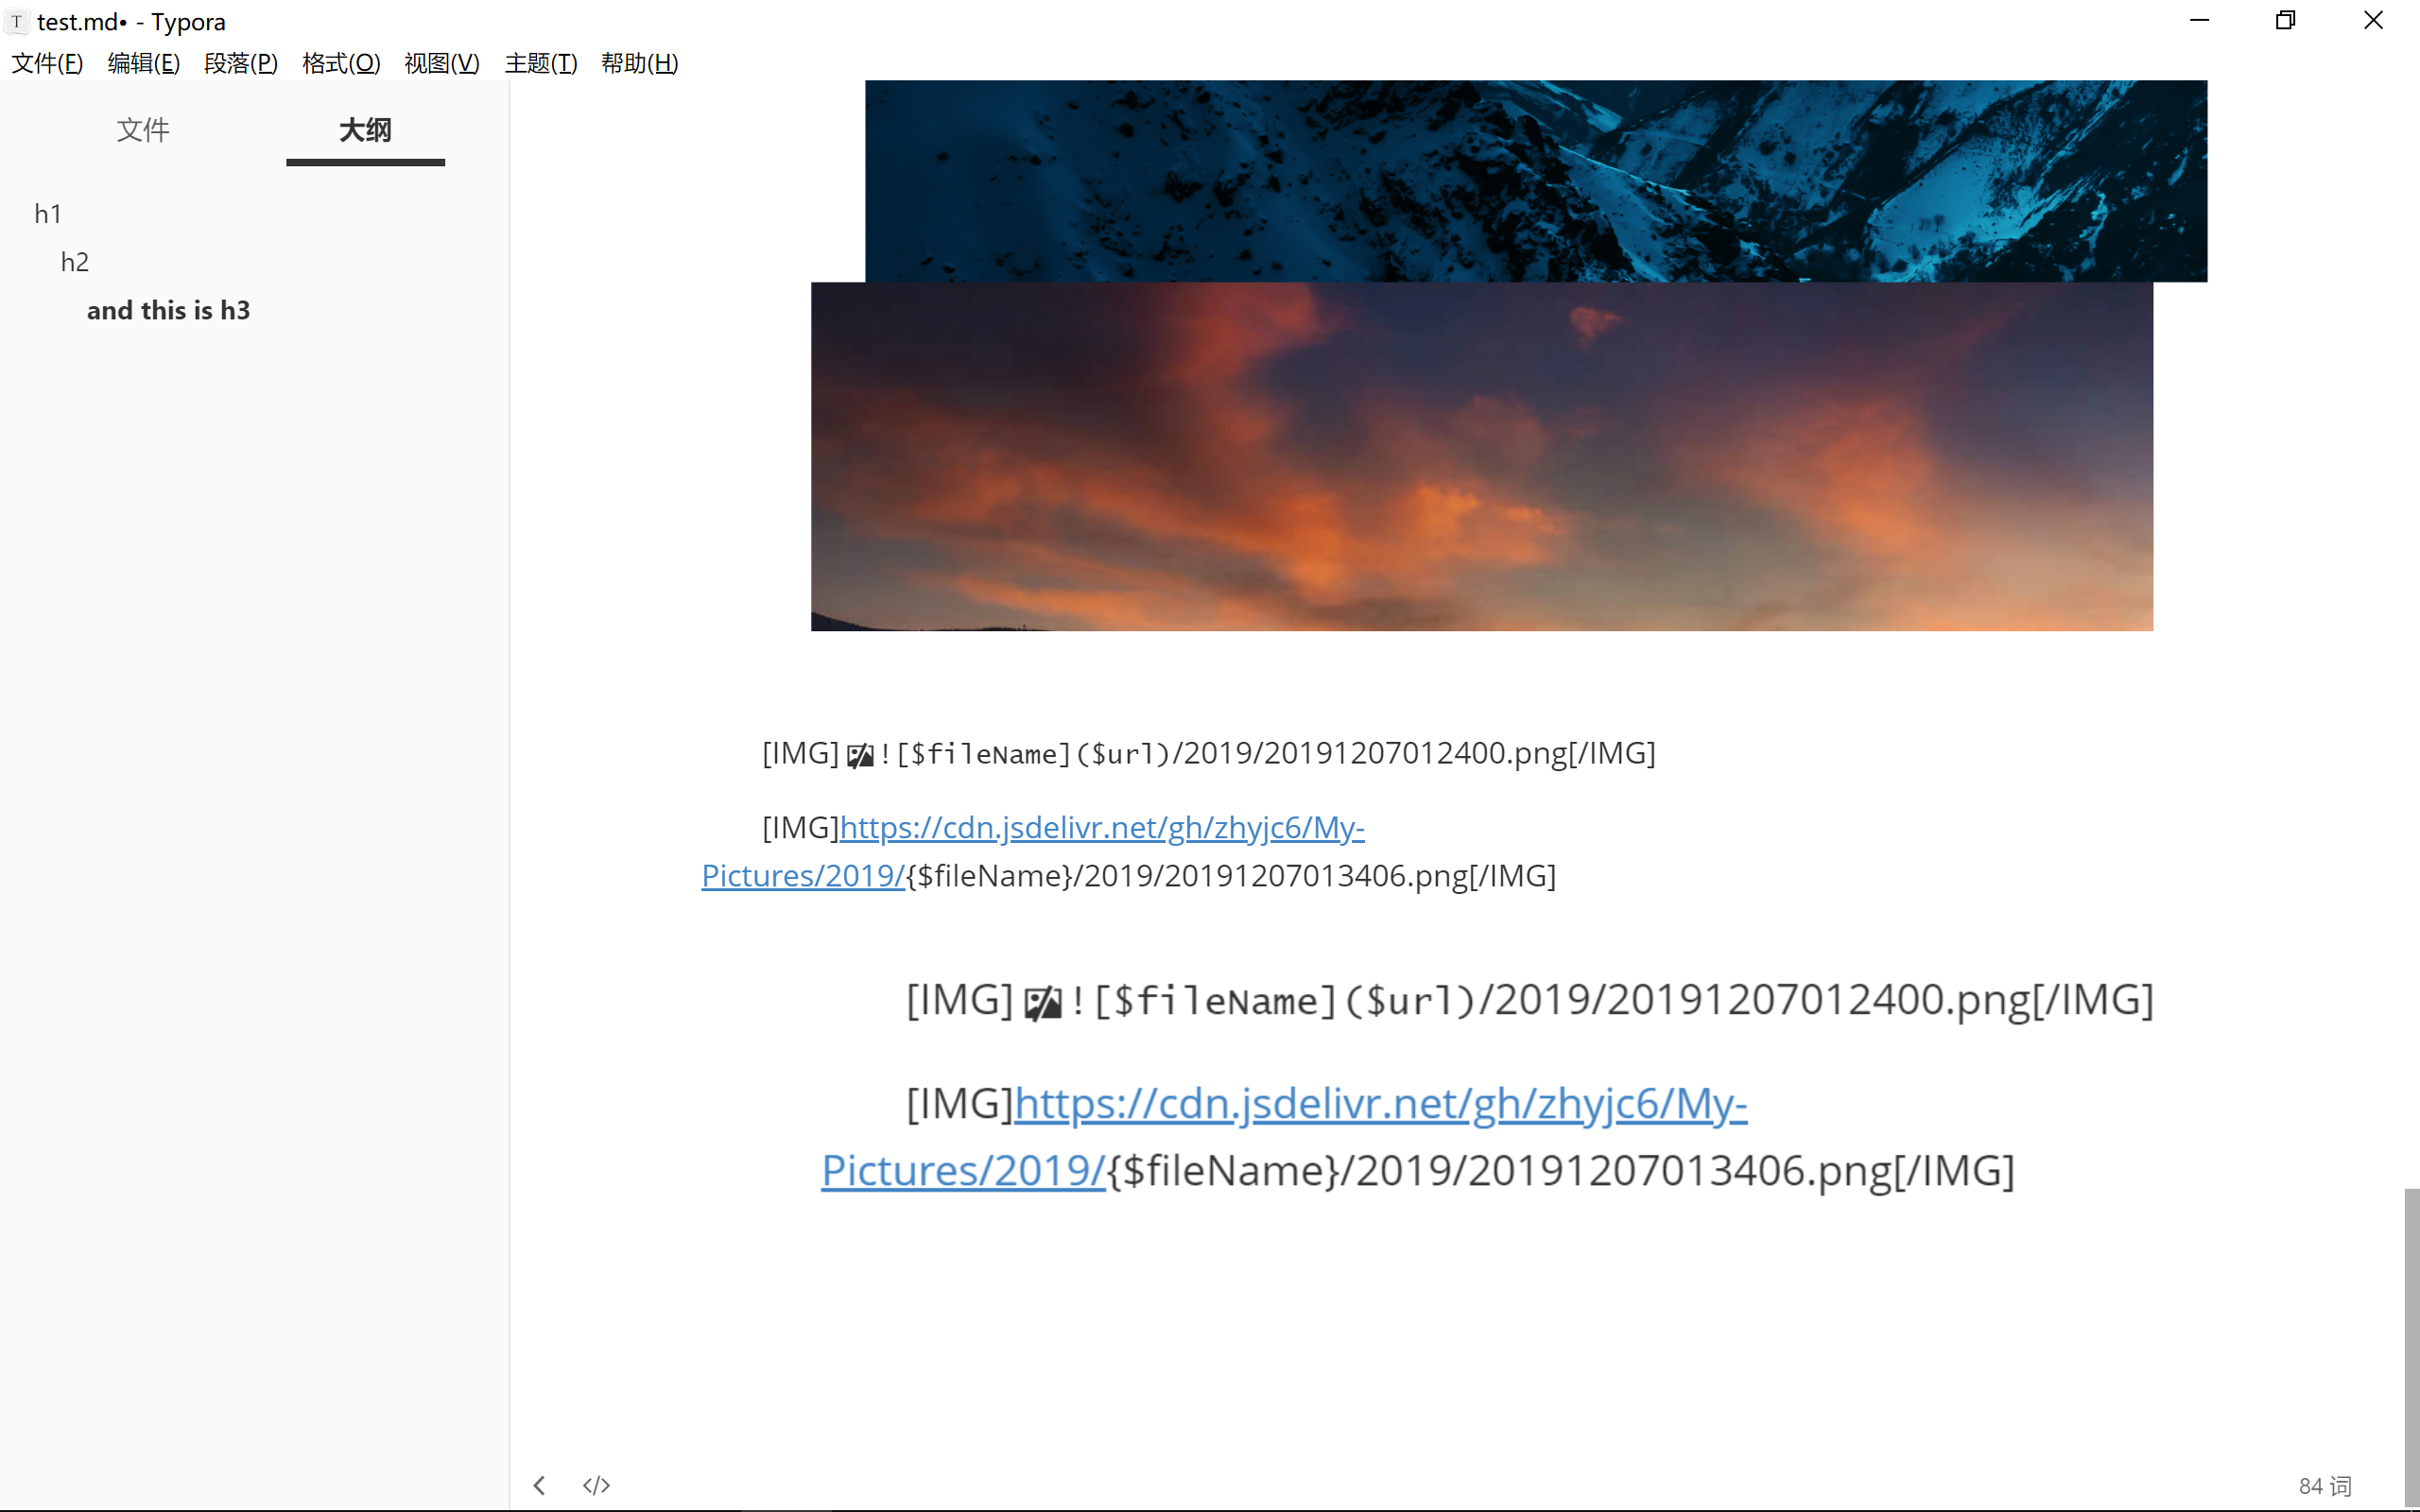 test.md• - Typora
文件(F) 编辑(E) 段落(P) 格式(O) 视图(V) 主题(T) 帮助(H)
文件 大纲
h1
h2
and this is h3
[IMG]![$fileName]($url)/2019/20191207012400.png[/IMG]
[IMG]https://cdn.jsdelivr.net/gh/zhyjc6/My-
Pictures/2019/{$fileName}/2019/20191207013406.png[/IMG]
[IMG]![$fileName]($url)/2019/20191207012400.png[/IMG]
[IMG]https://cdn.jsdelivr.net/gh/zhyjc6/My-
Pictures/2019/{$fileName}/2019/20191207013406.png[/IMG]
84 词